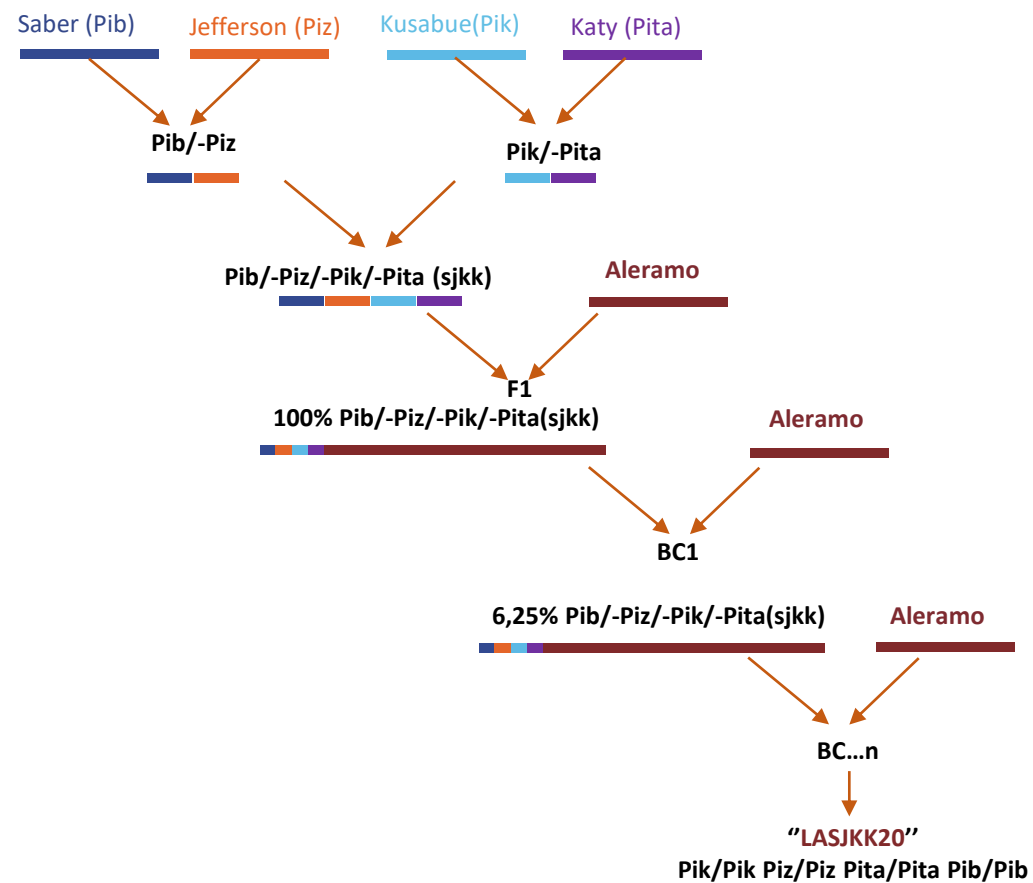 Saber (Pib)
Jefferson (Piz)
Kusabue(Pik)
Katy (Pita)
Pib/-Piz
Pik/-Pita
Pib/-Piz/-Pik/-Pita (sjkk)
Aleramo
F1
100% Pib/-Piz/-Pik/-Pita(sjkk)
Aleramo
BC1
6,25% Pib/-Piz/-Pik/-Pita(sjkk)
Aleramo
BC…n
‘’LASJKK20’’
Pik/Pik Piz/Piz Pita/Pita Pib/Pib